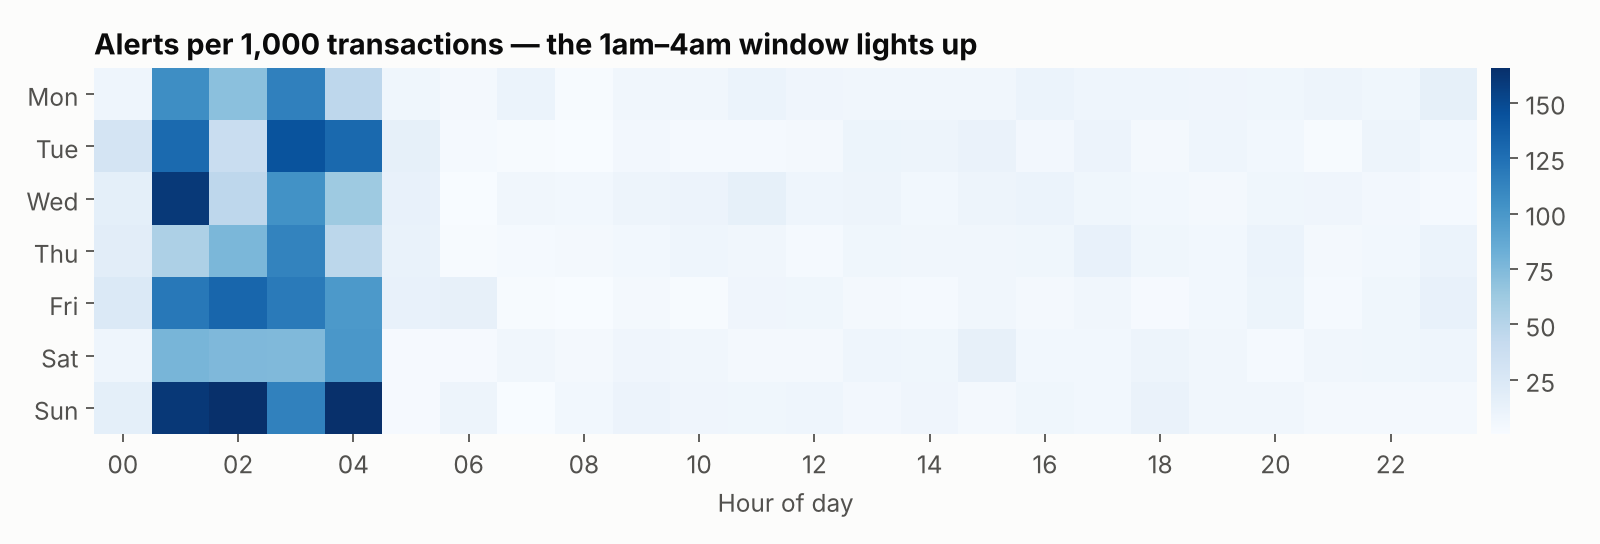 Alerts per 1,000 transactions — the 1am–4am window lights up
Mon
Tue
Wed
Thu
Fri
Sat
Sun
00 02 04 06 08 10 12 14 16 18 20 22
Hour of day
150
125
100
75
50
25